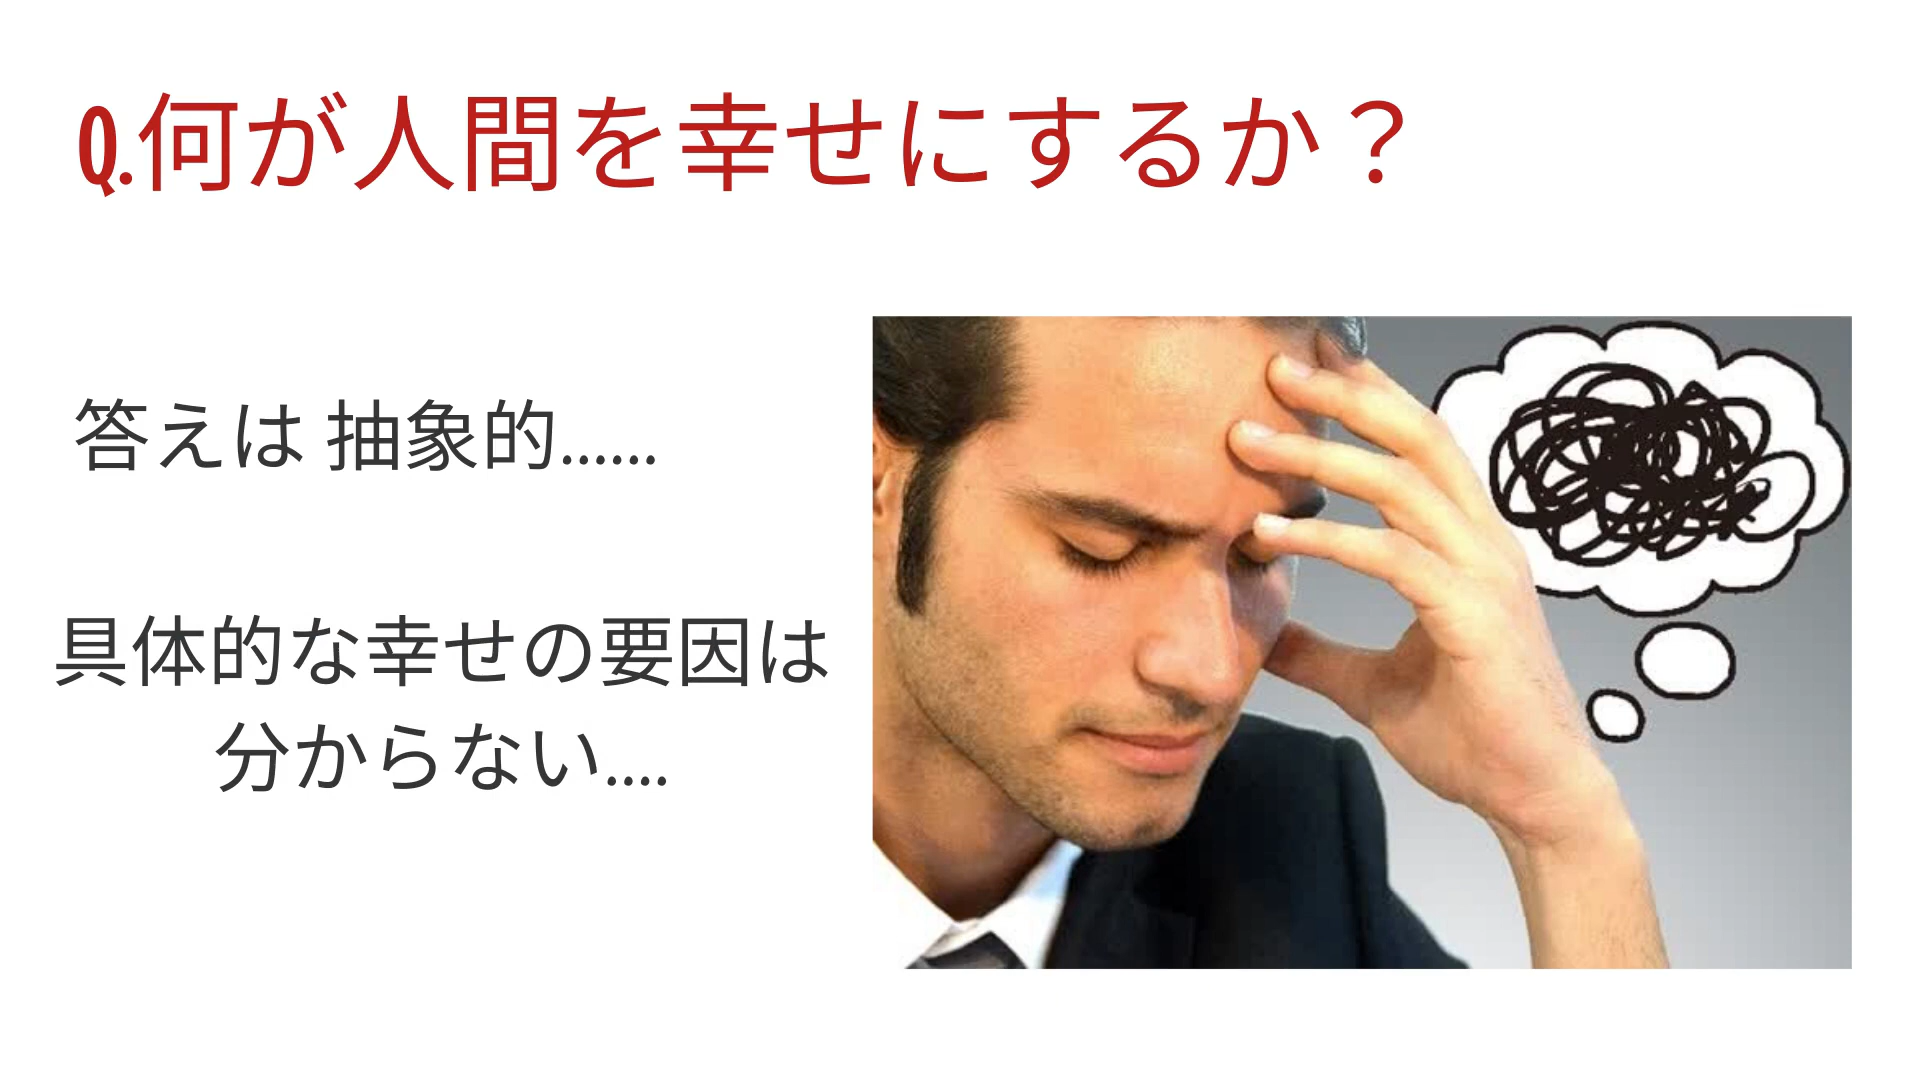 Q.何が人間を幸せにするか？
答えは 抽象的......
具体的な幸せの要因は
分からない....